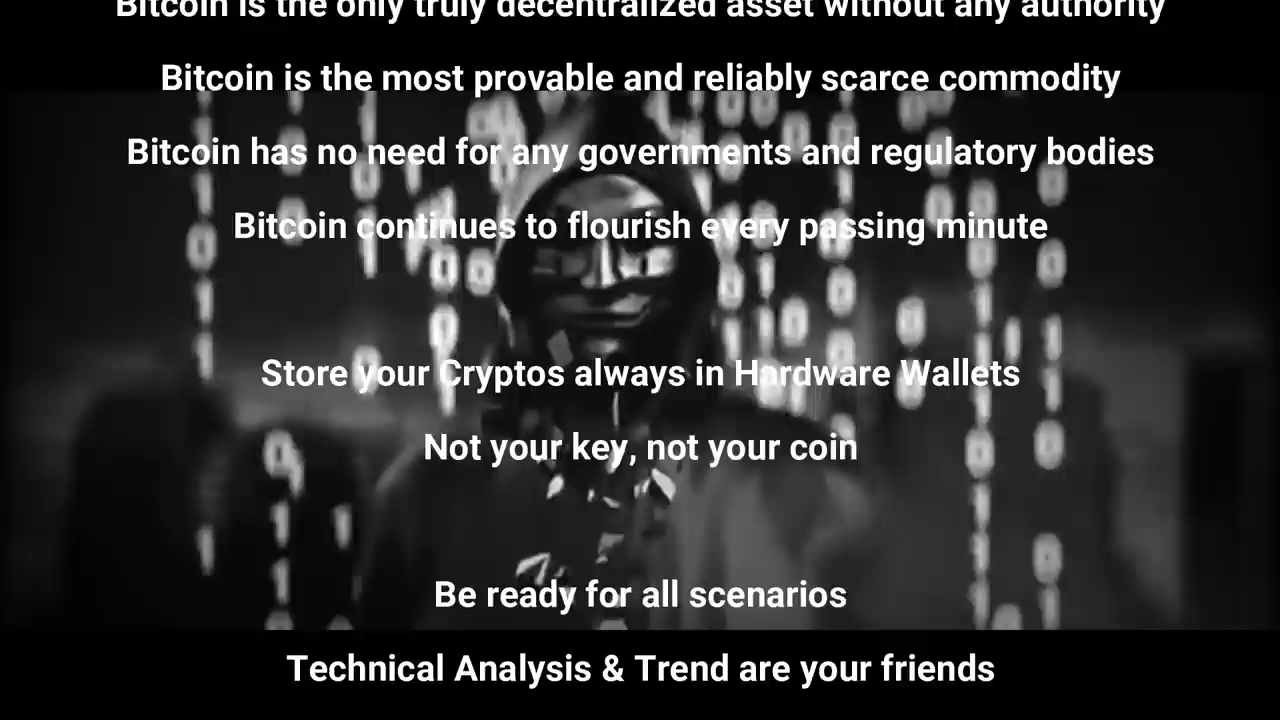 Bitcoin is the only truly decentralized asset without any authority
Bitcoin is the most provable and reliably scarce commodity
Bitcoin has no need for any governments and regulatory bodies
Bitcoin continues to flourish every passing minute
Store your Cryptos always in Hardware Wallets
Not your key, not your coin
Be ready for all scenarios
Technical Analysis & Trend are your friends